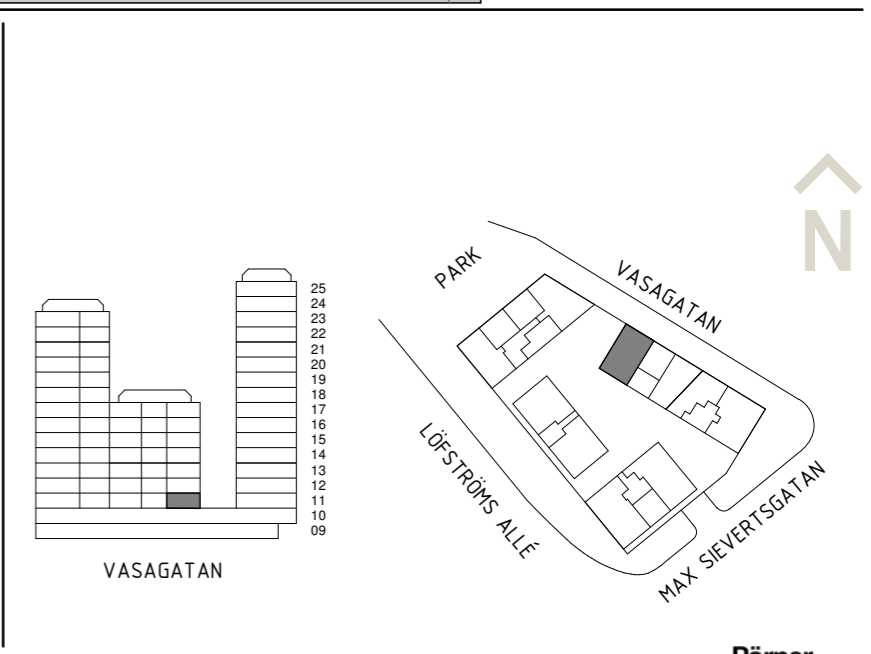 25
24
23
22
21
20
19
18
17
16
15
14
13
12
11
10
09
VASAGATAN
PARK
VASAGATAN
N
LÖFSTRÖMS ALLÉ
MAX SIEVERTSGATAN